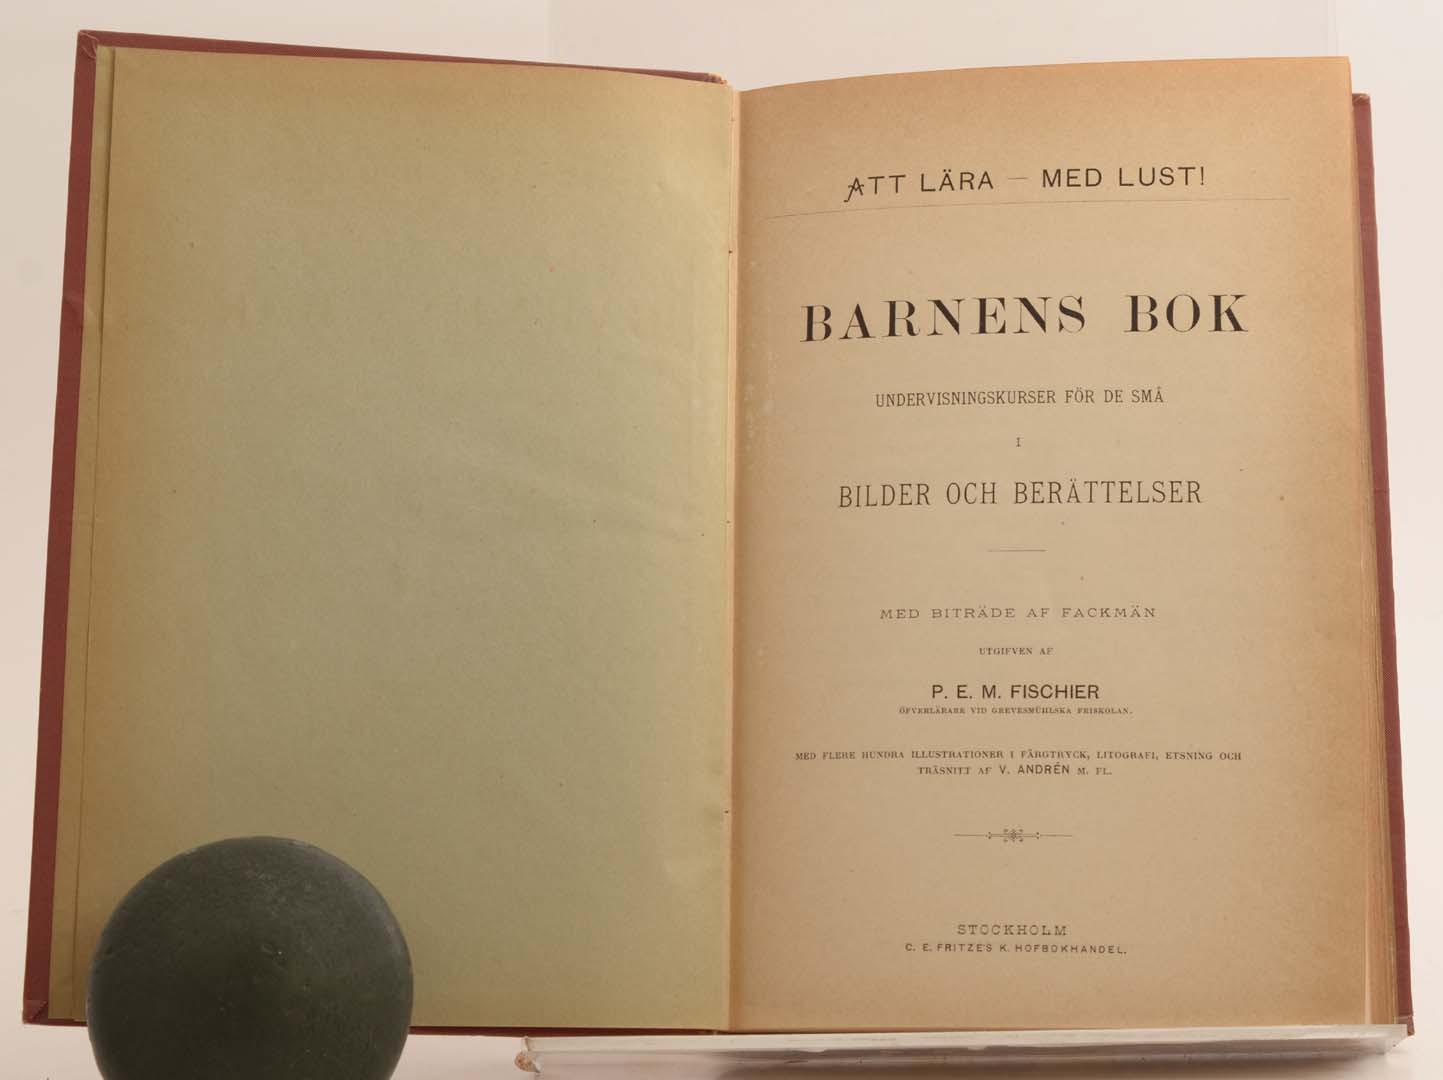 ATT LÄRA — MED LUST!
BARNENS BOK
UNDERVISNINGSKURSER FÖR DE SMÅ
I
BILDER OCH BERÄTTELSER
MED BITRÄDE AF FACKMÄN
UTGIFVEN AF
P. E. M. FISCHIER
ÖFVERLÄRARE VID GREVESMÜHLSKA FRISKOLAN.
MED FLERE HUNDRA ILLUSTRATIONER I FÄRGTRYCK, LITOGRAFI, ETSNING OCH
TRÄSNITT AF V. ANDRÉN M. FL.
STOCKHOLM
C. E. FRITZE'S K. HOFBOKHANDEL.